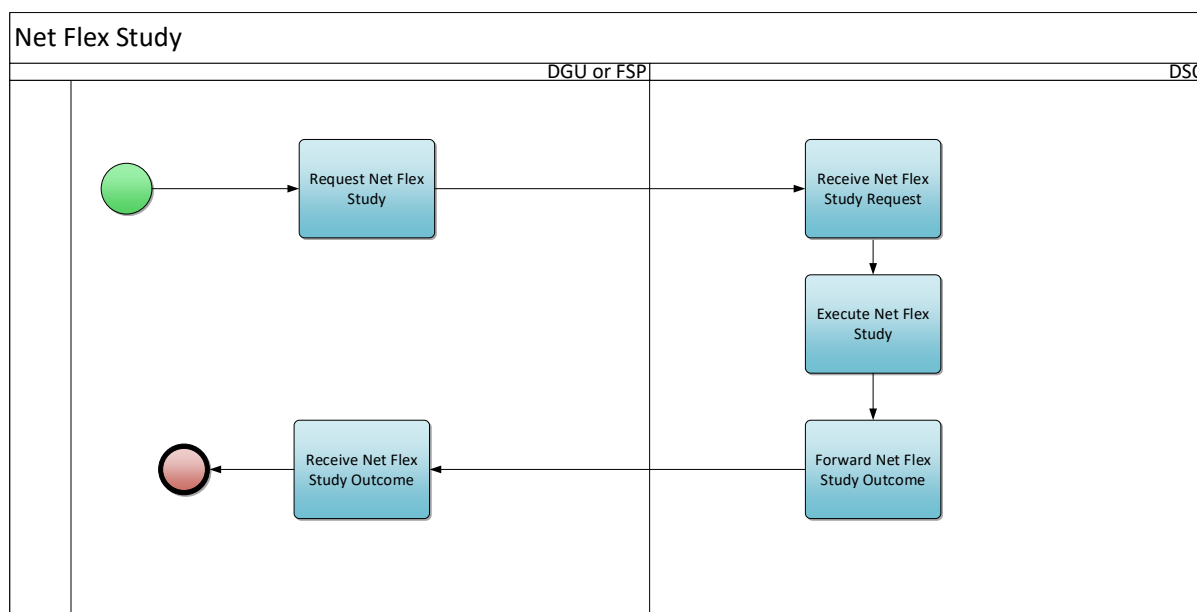 Net Flex Study
DGU or FSP
DSO
Request Net Flex
Study
Receive Net Flex
Study Request
Execute Net Flex
Study
Receive Net Flex
Study Outcome
Forward Net Flex
Study Outcome